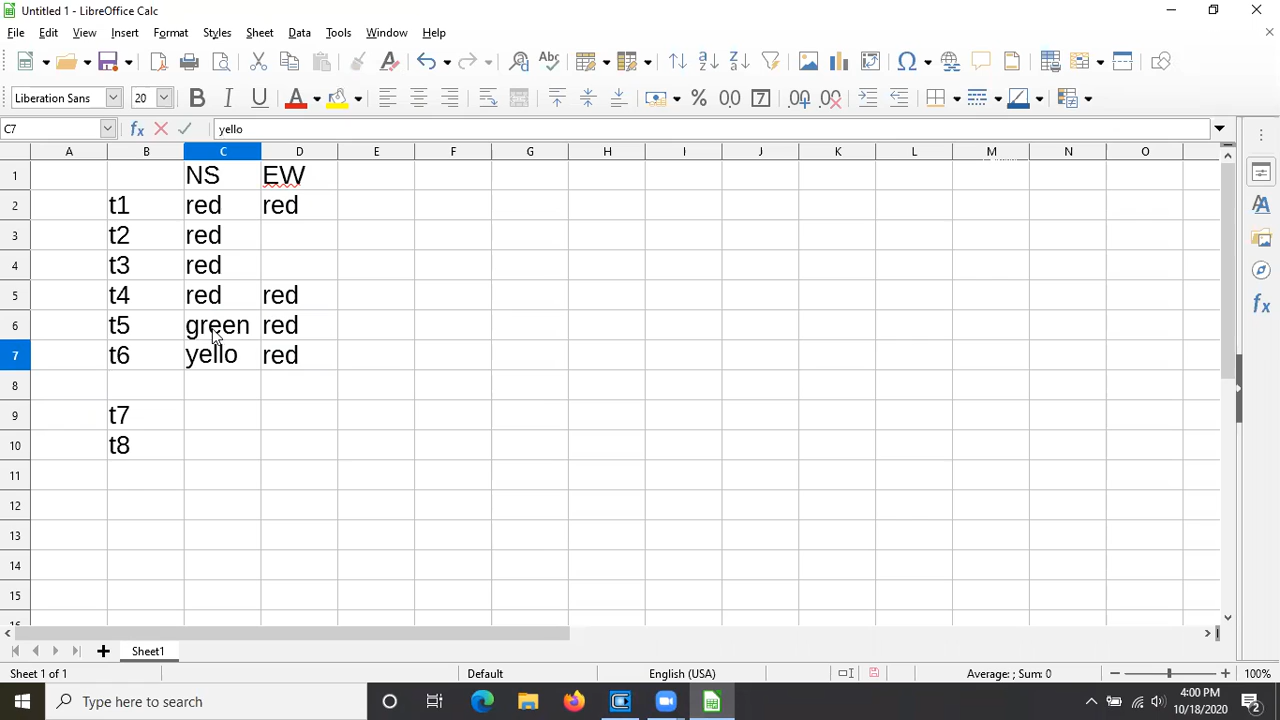 Untitled 1 - LibreOffice Calc
File Edit View Insert Format Styles Sheet Data Tools Window Help
Liberation Sans 20
C7 yello
A B C D E F G H I J K L M N O
1 NS EW
2 t1 red red
3 t2 red
4 t3 red
5 t4 red red
6 t5 green red
7 t6 yello red
8
9 t7
10 t8
11
12
13
14
15
Sheet1
Sheet 1 of 1 Default English (USA) Average: ; Sum: 0 100%
Type here to search
4:00 PM
10/18/2020
2